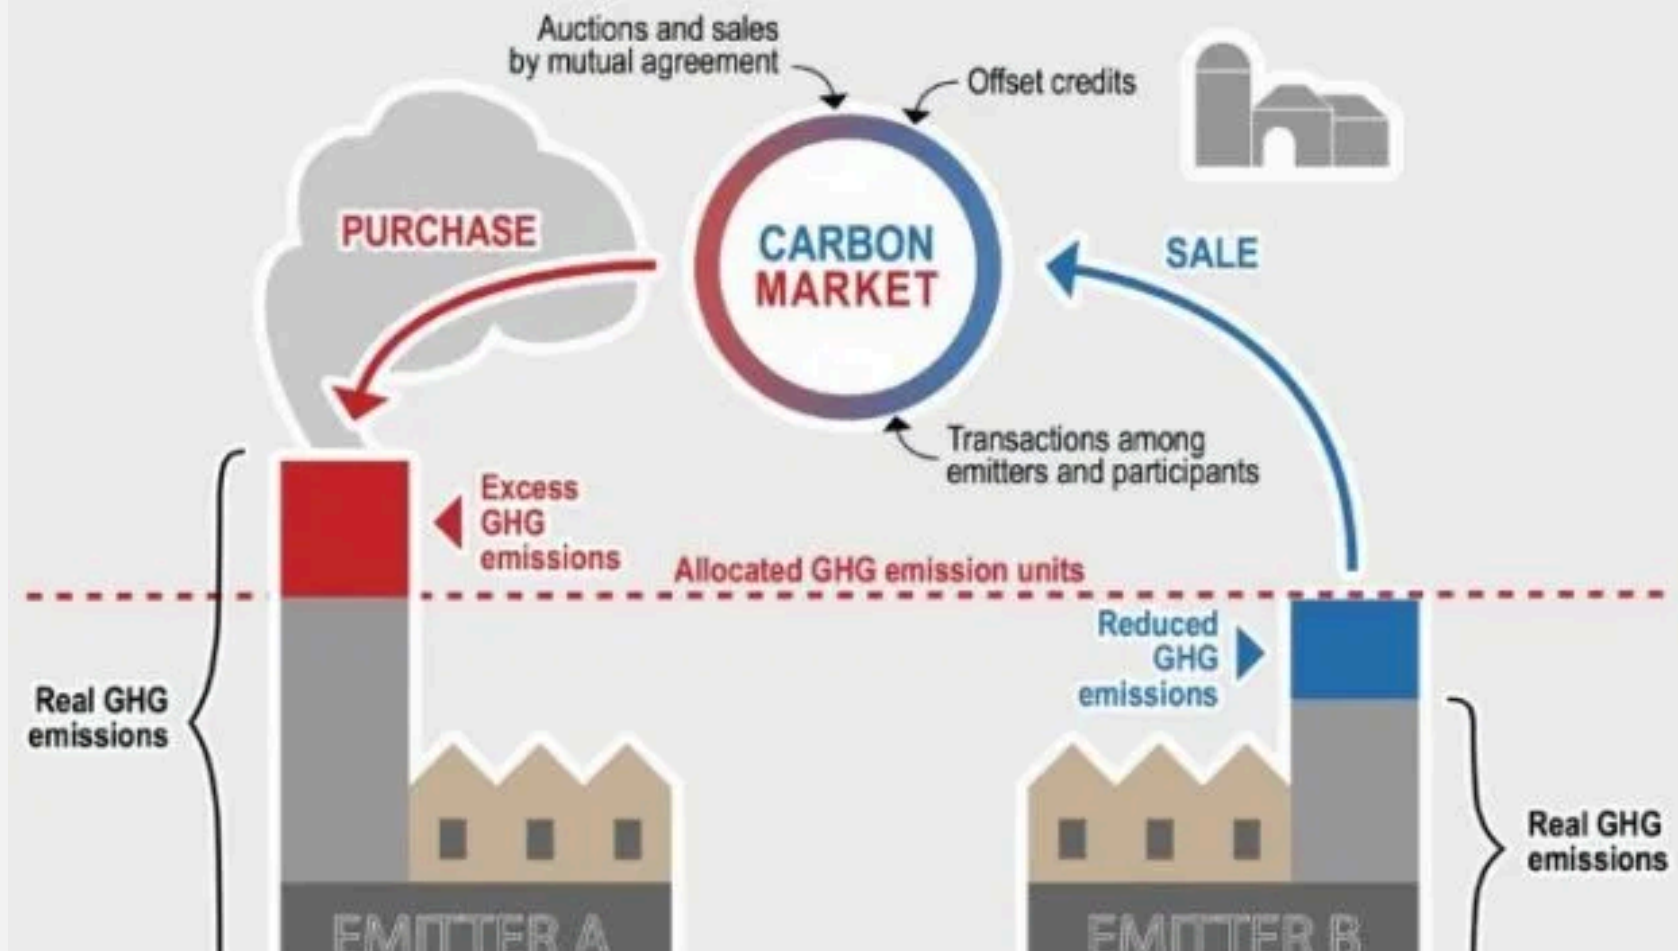 Auctions and sales
by mutual agreement
Offset credits
PURCHASE
CARBON
MARKET
SALE
Transactions among
emitters and participants
Excess
GHG
emissions
Allocated GHG emission units
Reduced
GHG
emissions
Real GHG
emissions
Real GHG
emissions
EMITTER A
EMITTER B